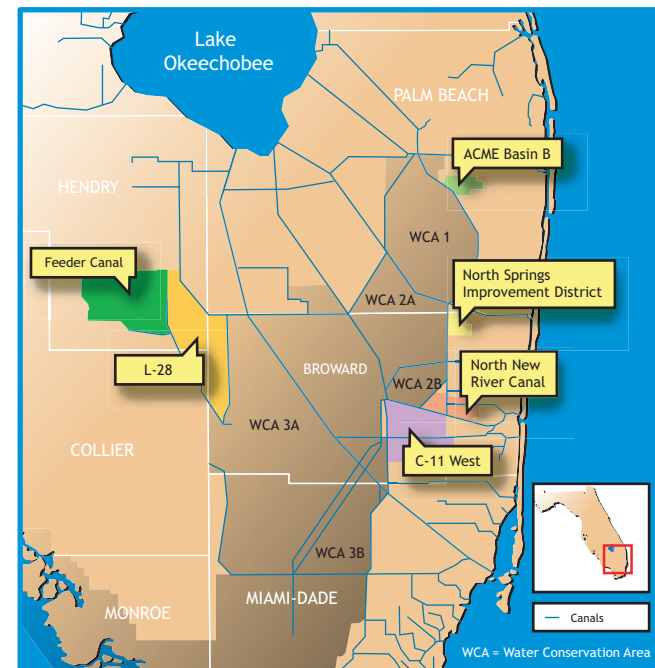 Lake
Okeechobee
PALM BEACH
ACME Basin B
HENDRY
WCA 1
Feeder Canal
North Springs
Improvement District
WCA 2A
L-28
BROWARD
North New
River Canal
WCA 2B
WCA 3A
COLLIER
C-11 West
WCA 3B
MIAMI-DADE
MONROE
Canals
WCA = Water Conservation Area